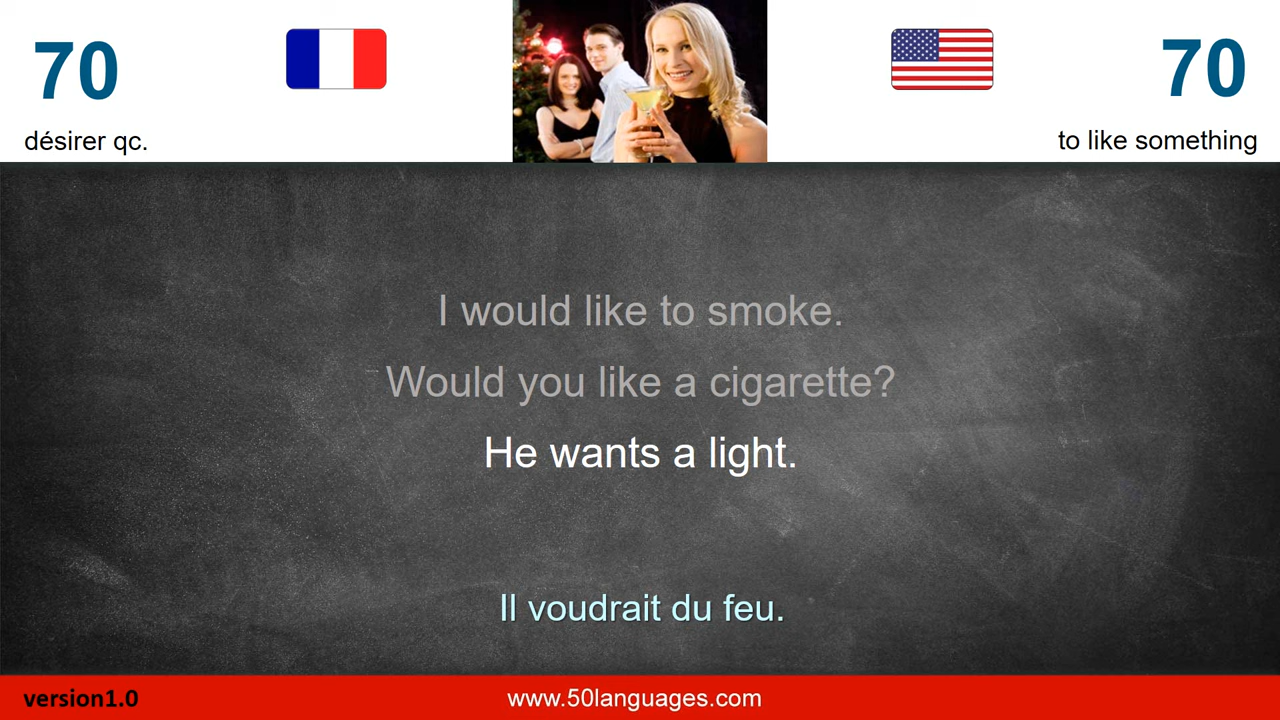 70
70
désirer qc.
to like something
I would like to smoke.
Would you like a cigarette?
He wants a light.
Il voudrait du feu.
version1.0
www.50languages.com